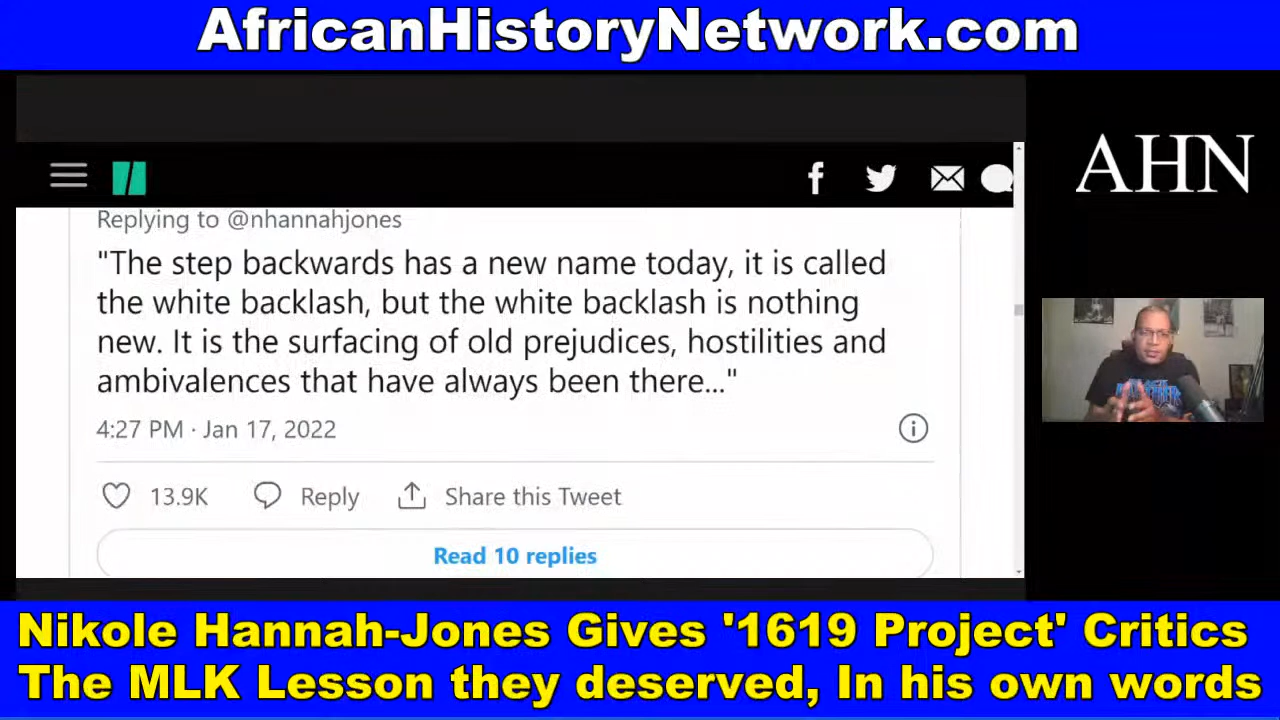 AfricanHistoryNetwork.com
AHN
Replying to @nhannahjones
"The step backwards has a new name today, it is called
the white backlash, but the white backlash is nothing
new. It is the surfacing of old prejudices, hostilities and
ambivalences that have always been there..."
4:27 PM · Jan 17, 2022
13.9K Reply Share this Tweet
Read 10 replies
Nikole Hannah-Jones Gives '1619 Project' Critics
The MLK Lesson they deserved, In his own words